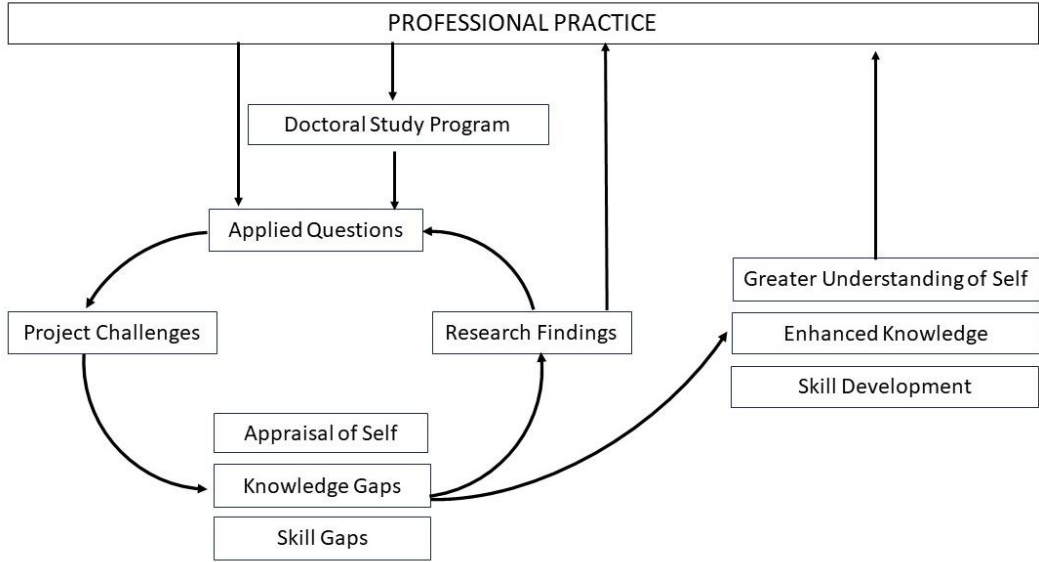 PROFESSIONAL PRACTICE
Doctoral Study Program
Applied Questions
Greater Understanding of Self
Project Challenges
Research Findings
Enhanced Knowledge
Skill Development
Appraisal of Self
Knowledge Gaps
Skill Gaps